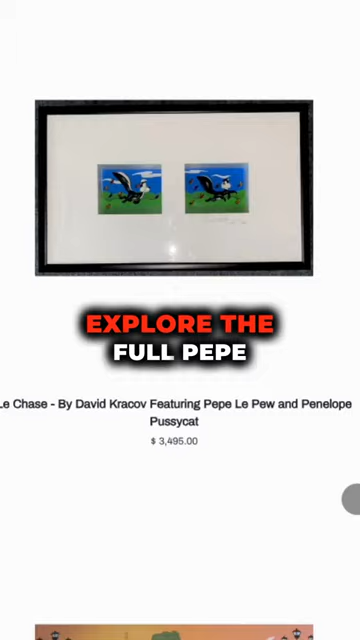 EXPLORE THE
FULL PEPE
Le Chase - By David Kracov Featuring Pepe Le Pew and Penelope
Pussycat
$ 3,495.00